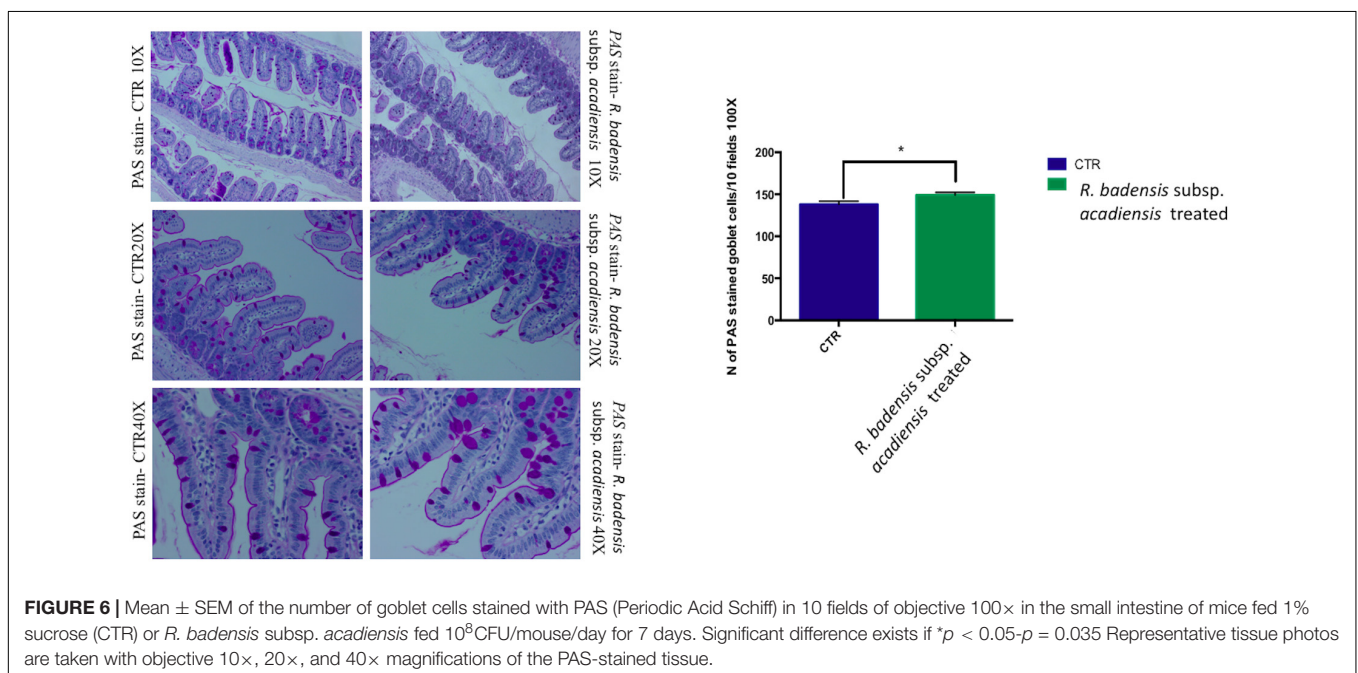 PAS stain- CTR 10X
PAS stain- R. badensis
subsp. acadiensis 10X
PAS stain- CTR20X
PAS stain- R. badensis
subsp. acadiensis 20X
PAS stain- CTR40X
PAS stain- R. badensis
subsp. acadiensis 40X
N of PAS stained goblet cells/10 fields 100X
200
150
100
50
0
*
CTR
R. badensis subsp.
acadiensis treated
CTR
R. badensis subsp.
acadiensis treated
FIGURE 6 | Mean ± SEM of the number of goblet cells stained with PAS (Periodic Acid Schiff) in 10 fields of objective 100× in the small intestine of mice fed 1%
sucrose (CTR) or R. badensis subsp. acadiensis fed 10⁸CFU/mouse/day for 7 days. Significant difference exists if *p < 0.05-p = 0.035 Representative tissue photos
are taken with objective 10×, 20×, and 40× magnifications of the PAS-stained tissue.